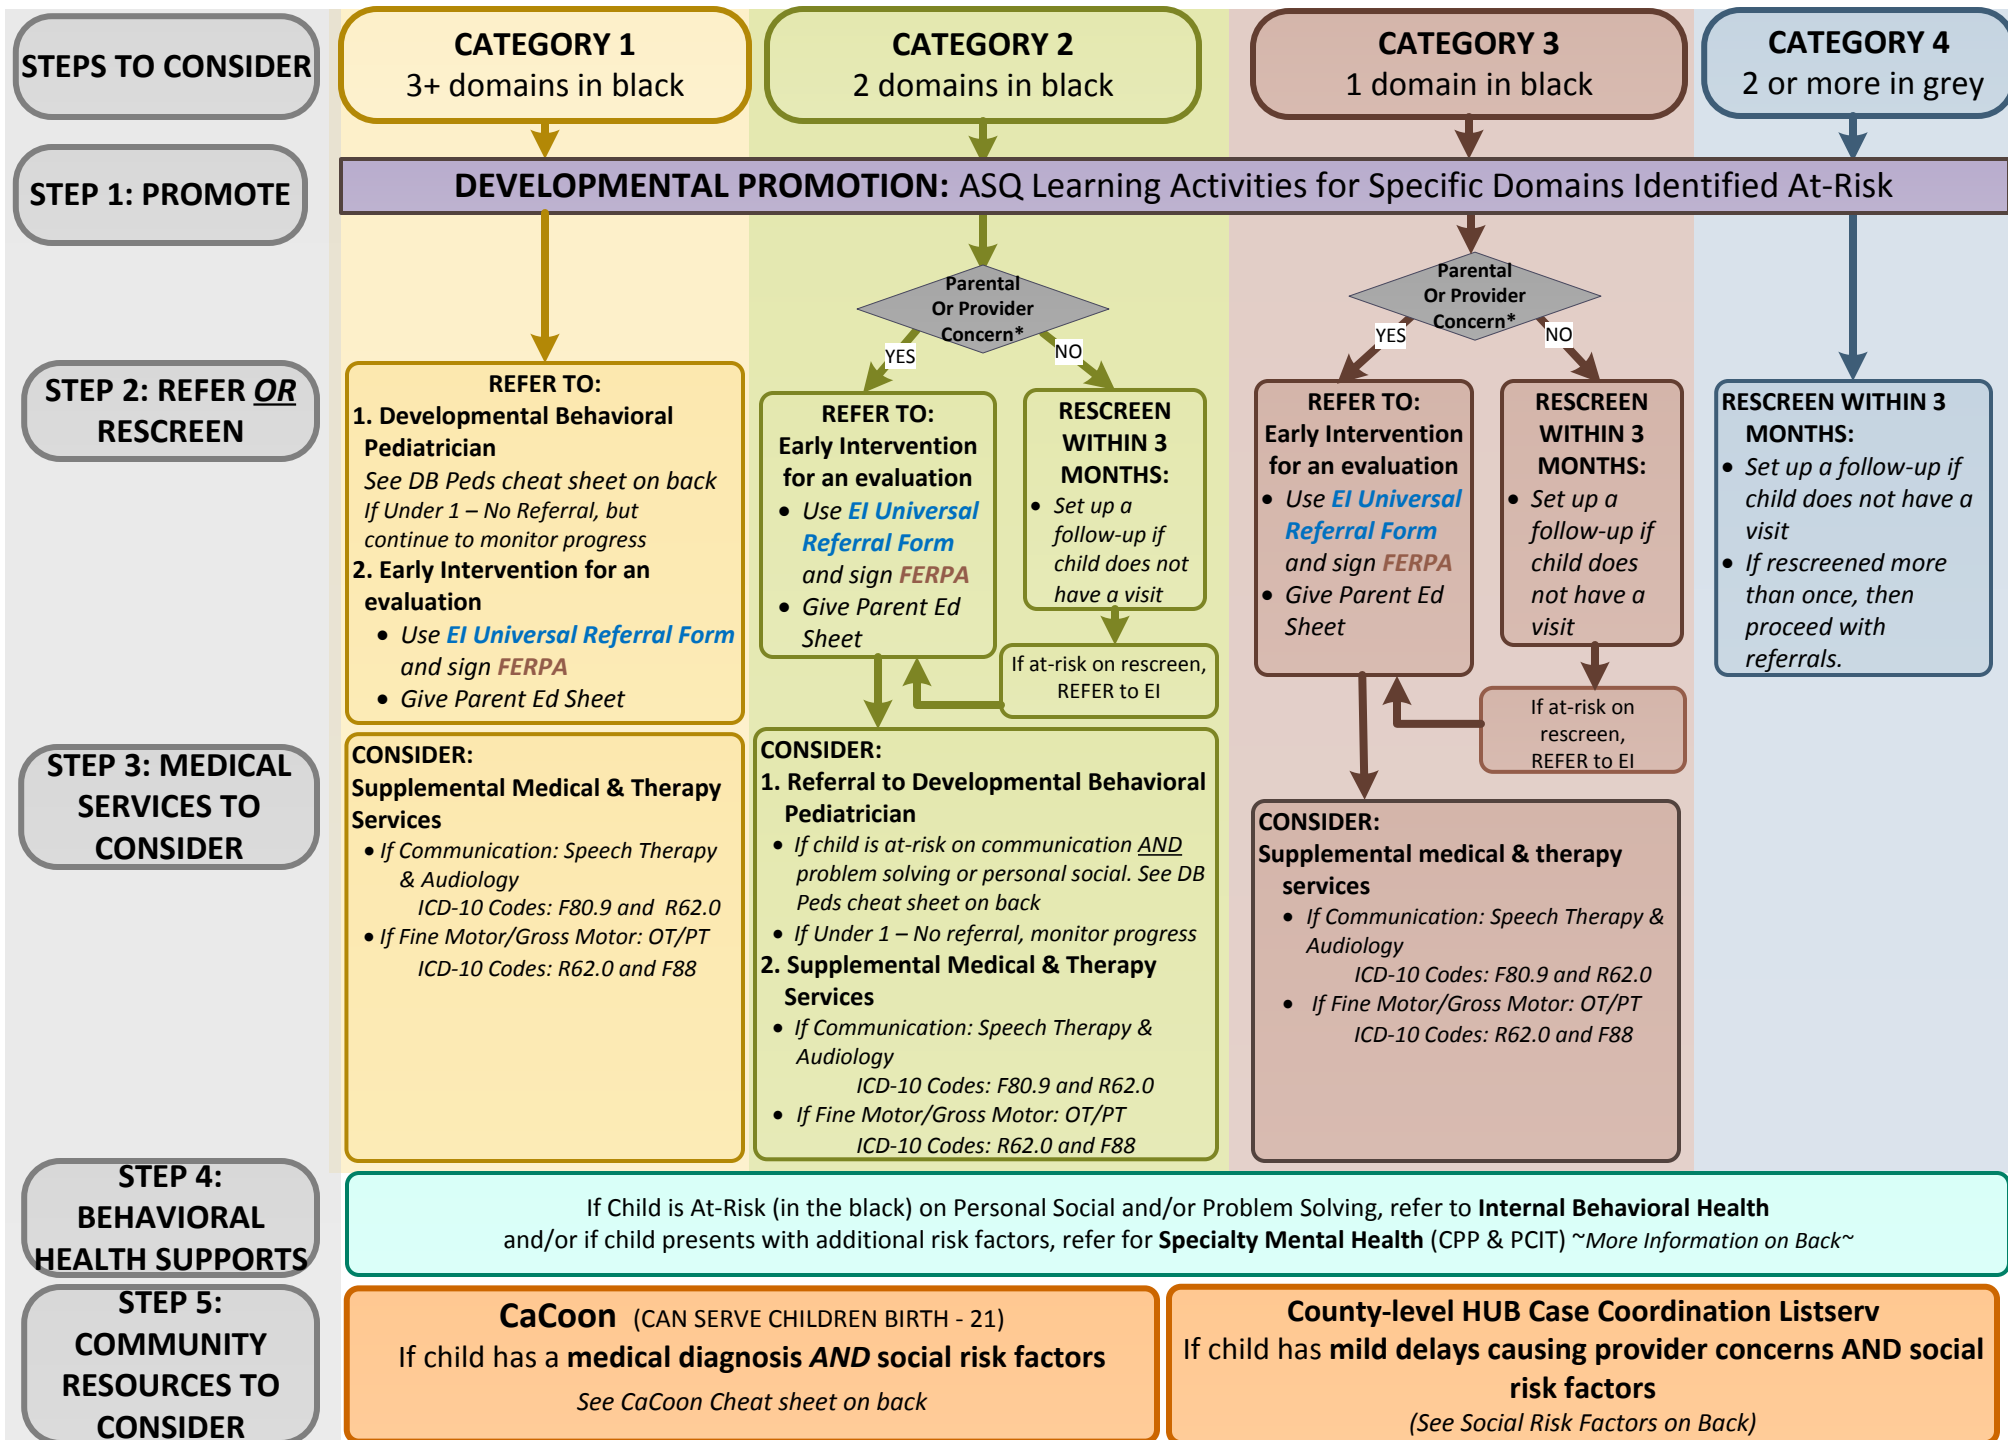 STEPS TO CONSIDER
CATEGORY 1
3+ domains in black
CATEGORY 2
2 domains in black
CATEGORY 3
1 domain in black
CATEGORY 4
2 or more in grey
STEP 1: PROMOTE
DEVELOPMENTAL PROMOTION: ASQ Learning Activities for Specific Domains Identified At-Risk
STEP 2: REFER OR
RESCREEN
REFER TO:
1. Developmental Behavioral
Pediatrician
See DB Peds cheat sheet on back
If Under 1 – No Referral, but
continue to monitor progress
2. Early Intervention for an
evaluation
• Use EI Universal Referral Form
and sign FERPA
• Give Parent Ed Sheet
Parental
Or Provider
Concern*
YES
NO
REFER TO:
Early Intervention
for an evaluation
• Use EI Universal
Referral Form
and sign FERPA
• Give Parent Ed
Sheet
RESCREEN
WITHIN 3
MONTHS:
• Set up a
follow-up if
child does not
have a visit
If at-risk on rescreen,
REFER to EI
Parental
Or Provider
Concern*
YES
NO
REFER TO:
Early Intervention
for an evaluation
• Use EI Universal
Referral Form
and sign FERPA
• Give Parent Ed
Sheet
RESCREEN
WITHIN 3
MONTHS:
• Set up a
follow-up if
child does
not have a
visit
If at-risk on
rescreen,
REFER to EI
RESCREEN WITHIN 3
MONTHS:
• Set up a follow-up if
child does not have a
visit
• If rescreened more
than once, then
proceed with
referrals.
STEP 3: MEDICAL
SERVICES TO
CONSIDER
CONSIDER:
Supplemental Medical & Therapy
Services
• If Communication: Speech Therapy
& Audiology
ICD-10 Codes: F80.9 and R62.0
• If Fine Motor/Gross Motor: OT/PT
ICD-10 Codes: R62.0 and F88
CONSIDER:
1. Referral to Developmental Behavioral
Pediatrician
• If child is at-risk on communication AND
problem solving or personal social. See DB
Peds cheat sheet on back
• If Under 1 – No referral, monitor progress
2. Supplemental Medical & Therapy
Services
• If Communication: Speech Therapy &
Audiology
ICD-10 Codes: F80.9 and R62.0
• If Fine Motor/Gross Motor: OT/PT
ICD-10 Codes: R62.0 and F88
CONSIDER:
Supplemental medical & therapy
services
• If Communication: Speech Therapy &
Audiology
ICD-10 Codes: F80.9 and R62.0
• If Fine Motor/Gross Motor: OT/PT
ICD-10 Codes: R62.0 and F88
STEP 4:
BEHAVIORAL
HEALTH SUPPORTS
If Child is At-Risk (in the black) on Personal Social and/or Problem Solving, refer to Internal Behavioral Health
and/or if child presents with additional risk factors, refer for Specialty Mental Health (CPP & PCIT) ~More Information on Back~
STEP 5:
COMMUNITY
RESOURCES TO
CONSIDER
CaCoon (CAN SERVE CHILDREN BIRTH - 21)
If child has a medical diagnosis AND social risk factors
See CaCoon Cheat sheet on back
County-level HUB Case Coordination Listserv
If child has mild delays causing provider concerns AND social
risk factors
(See Social Risk Factors on Back)